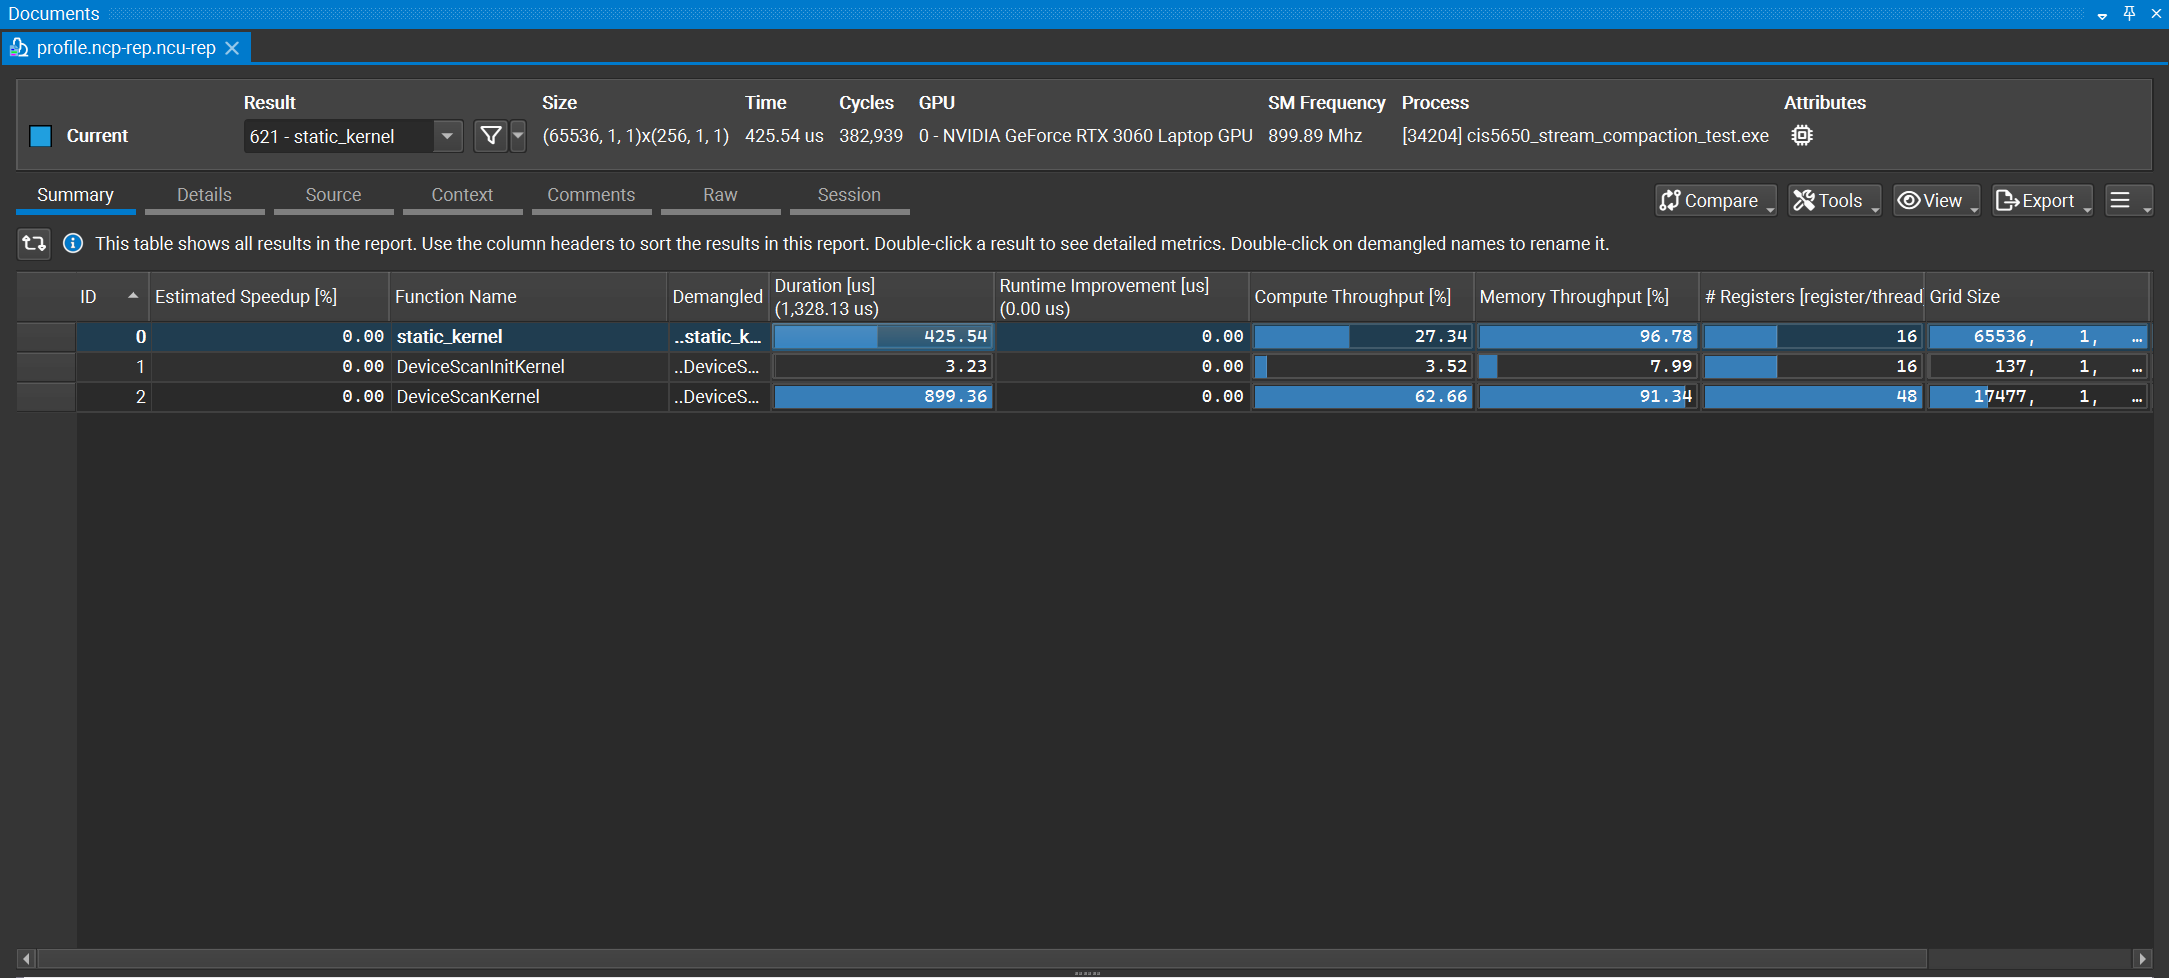 Documents
profile.ncp-rep.ncu-rep
Result Size Time Cycles GPU SM Frequency Process Attributes
Current 621 - static_kernel (65536, 1, 1)x(256, 1, 1) 425.54 us 382,939 0 - NVIDIA GeForce RTX 3060 Laptop GPU 899.89 Mhz [34204] cis5650_stream_compaction_test.exe
Summary Details Source Context Comments Raw Session Compare Tools View Export
This table shows all results in the report. Use the column headers to sort the results in this report. Double-click a result to see detailed metrics. Double-click on demangled names to rename it.
ID Estimated Speedup [%] Function Name Demangled Duration [us] (1,328.13 us) Runtime Improvement [us] (0.00 us) Compute Throughput [%] Memory Throughput [%] # Registers [register/thread Grid Size
0 0.00 static_kernel ..static_k... 425.54 0.00 27.34 96.78 16 65536, 1, ...
1 0.00 DeviceScanInitKernel ..DeviceS... 3.23 0.00 3.52 7.99 16 137, 1, ...
2 0.00 DeviceScanKernel ..DeviceS... 899.36 0.00 62.66 91.34 48 17477, 1, ...